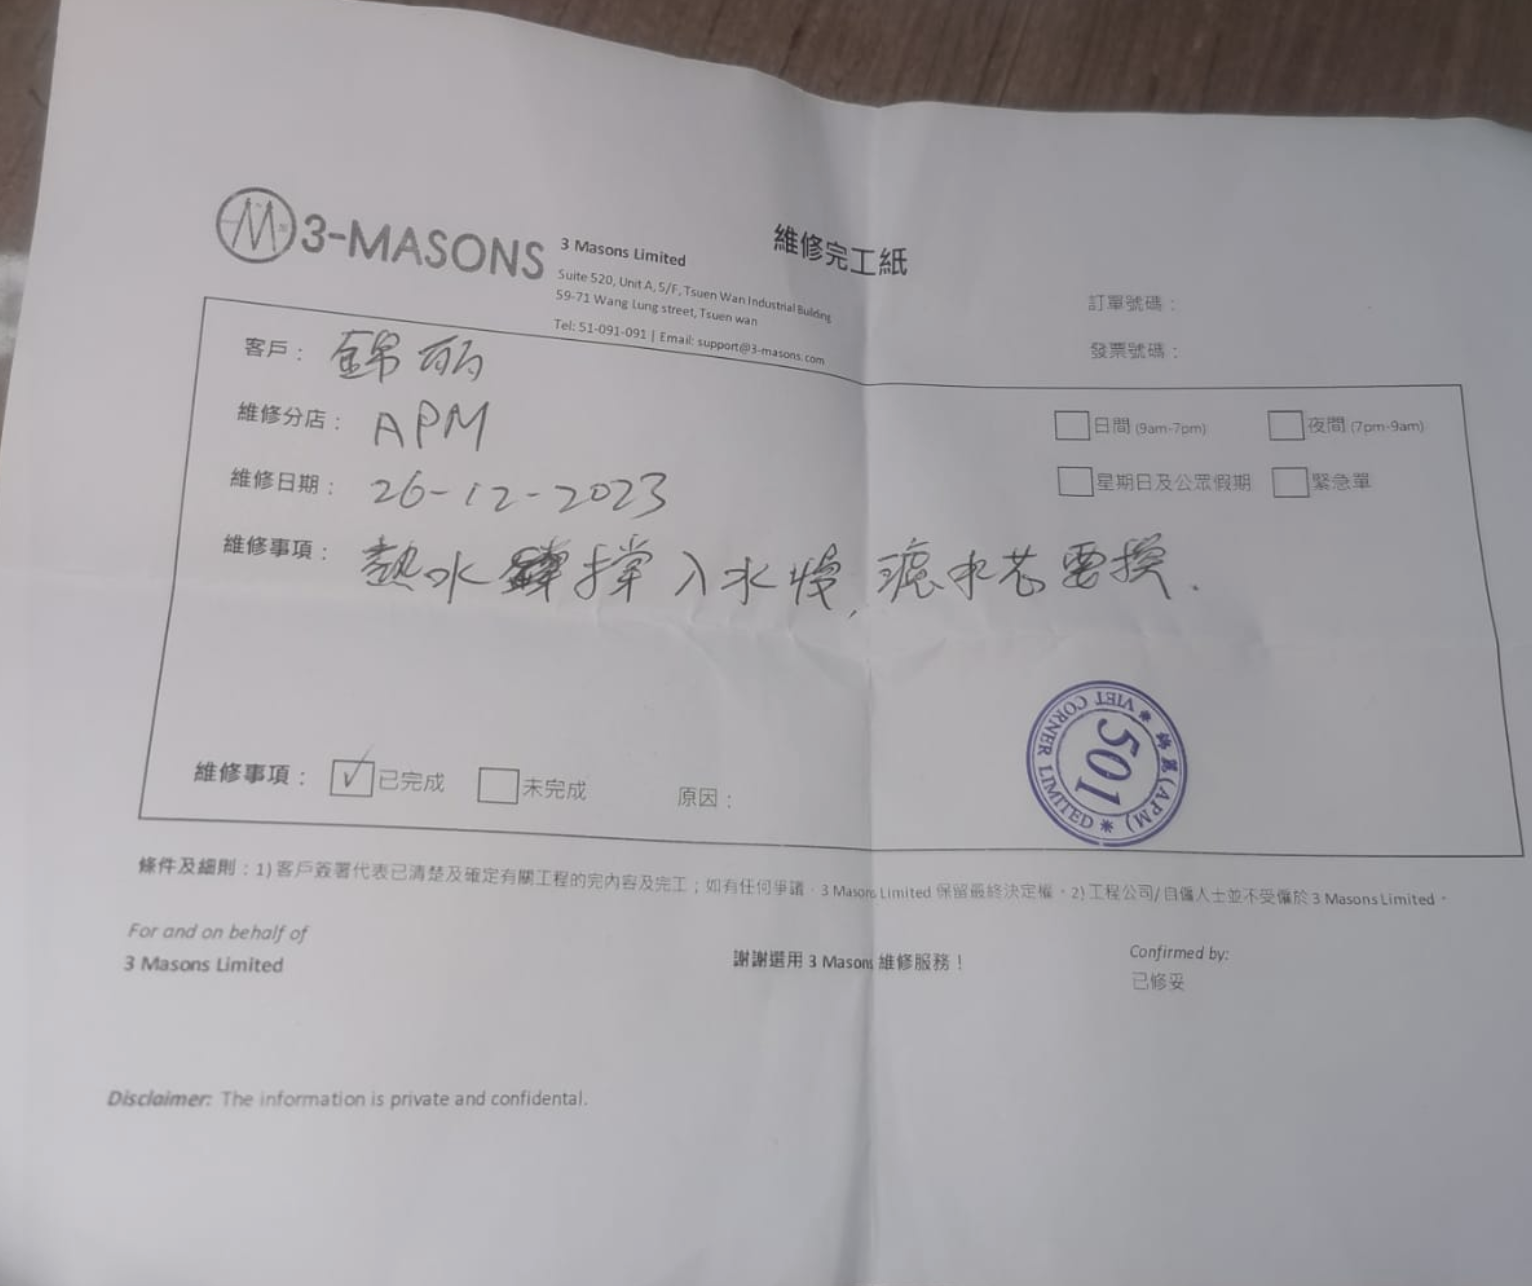 3-MASONS
3 Masons Limited
Suite 520, Unit A, 5/F, Tsuen Wan Industrial Building
59-71 Wang Lung street, Tsuen wan
Tel: 51-091-091 | Email: support@3-masons.com
維修完工紙
訂單號碼：
發票號碼：
客戶： 錦丽
維修分店： APM
維修日期： 26-12-2023
日間 (9am-7pm) 夜間 (7pm-9am)
星期日及公眾假期 緊急單
維修事項： 熱水 入水慢, 水芯要換.
維修事項： ✓ 已完成 未完成 原因：
VIET CORNER LIMITED * 錦麗 (APM) *
501
條件及細則：1) 客戶簽署代表已清楚及確定有關工程的完內容及完工；如有任何爭議，3 Masons Limited 保留最終決定權。2) 工程公司/自僱人士並不受僱於 3 Masons Limited。
For and on behalf of
3 Masons Limited
謝謝選用 3 Masons 維修服務！
Confirmed by:
已修妥
Disclaimer: The information is private and confidental.